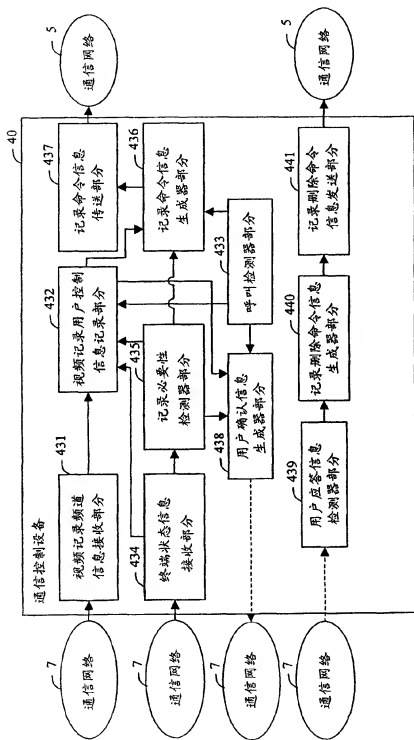 40
通信控制设备
7
通信网络
431
视频记录频道
信息接收部分
432
视频记录用户控制
信息记录部分
437
记录命令信息
传送部分
5
通信网络
7
通信网络
434
终端状态信息
接收部分
435
记录必要性
检测器部分
436
记录命令信息
生成器部分
7
通信网络
438
用户确认信息
生成器部分
433
呼叫检测器部分
7
通信网络
439
用户应答信息
检测器部分
440
记录删除命令信息
生成器部分
441
记录删除命令
信息发送部分
5
通信网络